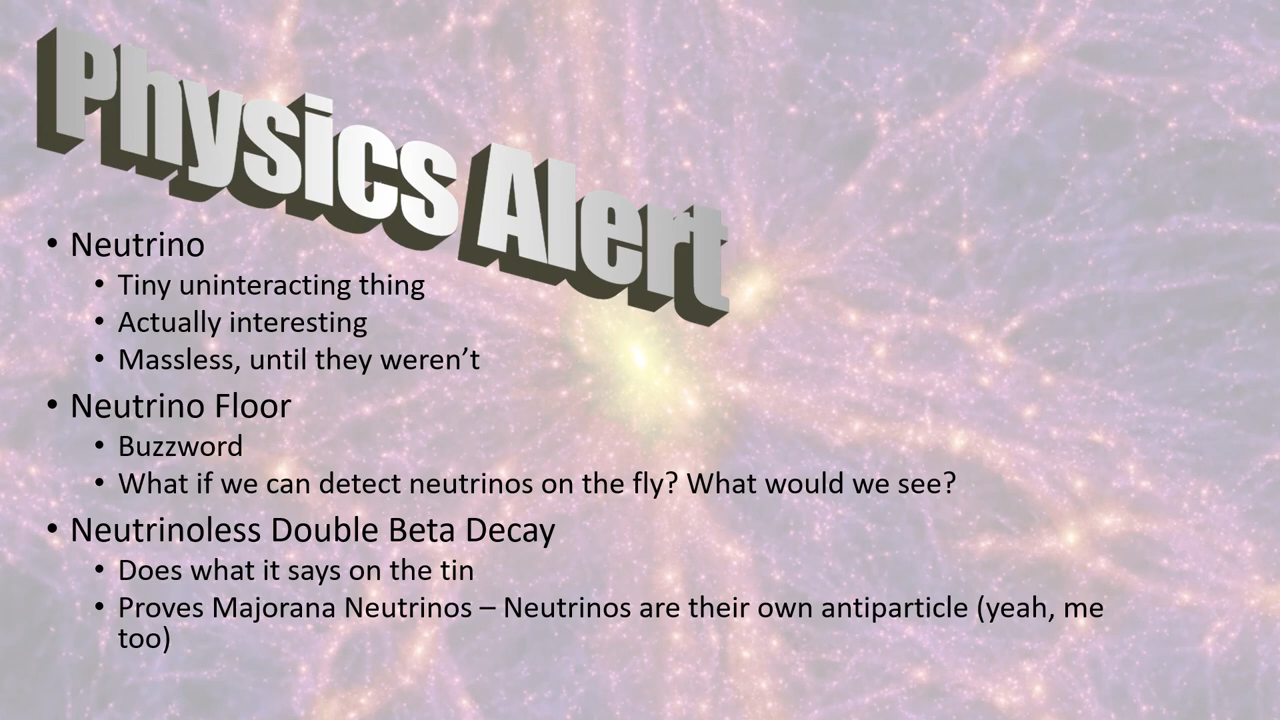 Physics Alert
• Neutrino
• Tiny uninteracting thing
• Actually interesting
• Massless, until they weren’t
• Neutrino Floor
• Buzzword
• What if we can detect neutrinos on the fly? What would we see?
• Neutrinoless Double Beta Decay
• Does what it says on the tin
• Proves Majorana Neutrinos – Neutrinos are their own antiparticle (yeah, me
too)